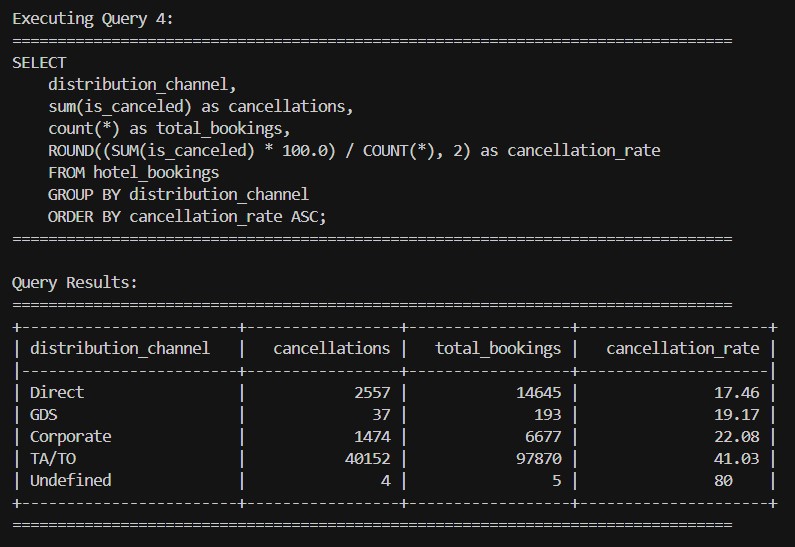 Executing Query 4:
================================================================================
SELECT
    distribution_channel,
    sum(is_canceled) as cancellations,
    count(*) as total_bookings,
    ROUND((SUM(is_canceled) * 100.0) / COUNT(*), 2) as cancellation_rate
    FROM hotel_bookings
    GROUP BY distribution_channel
    ORDER BY cancellation_rate ASC;
================================================================================

Query Results:
================================================================================
+------------------------+-----------------+------------------+---------------------+
| distribution_channel   |   cancellations |   total_bookings |   cancellation_rate |
|------------------------+-----------------+------------------+---------------------|
| Direct                 |            2557 |            14645 |               17.46 |
| GDS                    |              37 |              193 |               19.17 |
| Corporate              |            1474 |             6677 |               22.08 |
| TA/TO                  |           40152 |            97870 |               41.03 |
| Undefined              |               4 |                5 |               80    |
+------------------------+-----------------+------------------+---------------------+
================================================================================